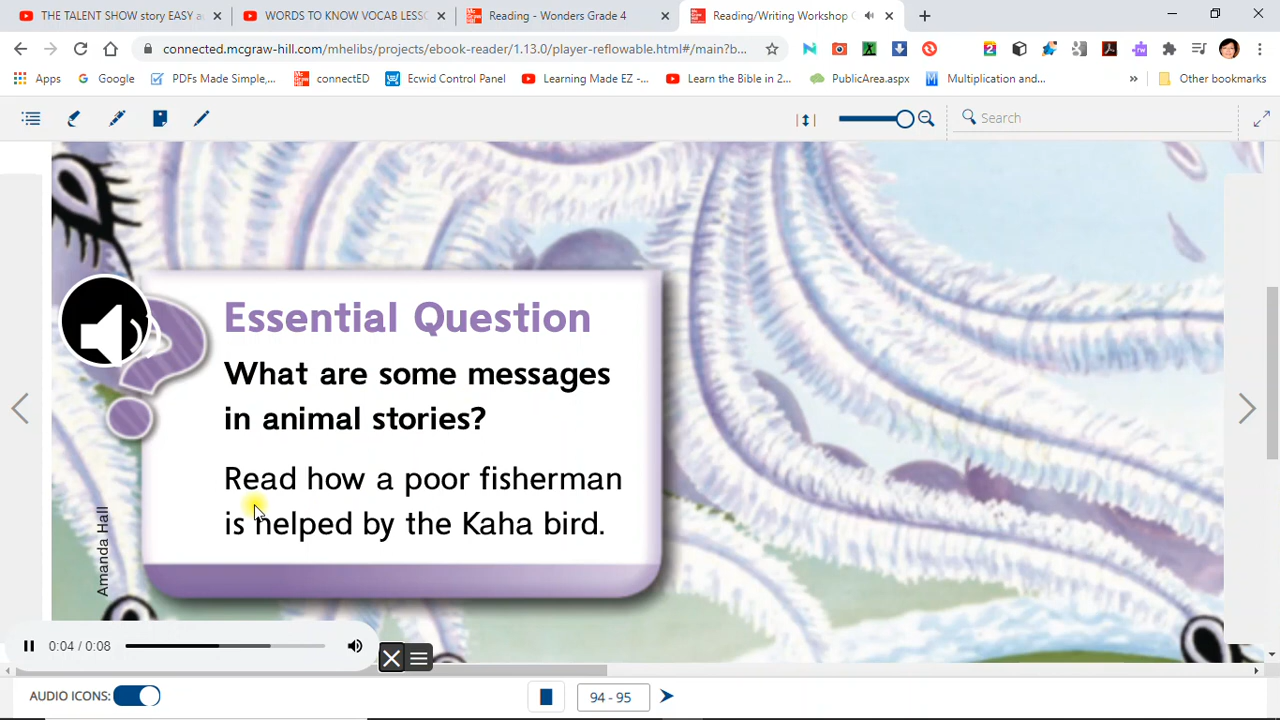 THE TALENT SHOW story EASY a
WORDS TO KNOW VOCAB LESS
Reading - Wonders Grade 4
Reading/Writing Workshop
connected.mcgraw-hill.com/mhelibs/projects/ebook-reader/1.13.0/player-reflowable.html#/main?b...
Apps
Google
PDFs Made Simple,...
connectED
Ecwid Control Panel
Learning Made EZ -...
Learn the Bible in 2...
PublicArea.aspx
Multiplication and...
»
Other bookmarks
Search
Essential Question
What are some messages
in animal stories?
Read how a poor fisherman
is helped by the Kaha bird.
Amanda Hall
0:04 / 0:08
AUDIO ICONS:
94 - 95